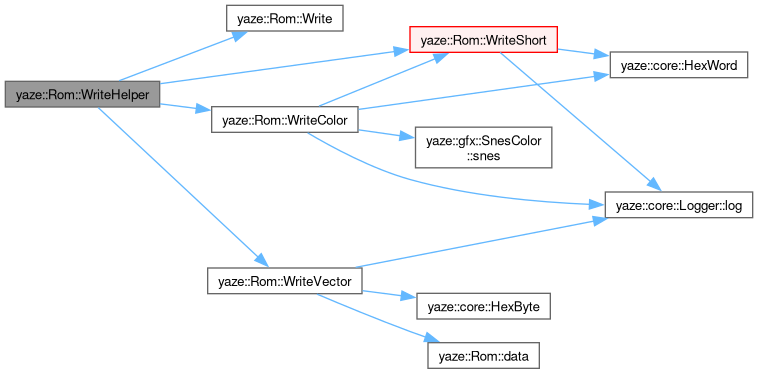 yaze::Rom::Write
yaze::Rom::WriteShort
yaze::core::HexWord
yaze::Rom::WriteHelper
yaze::Rom::WriteColor
yaze::gfx::SnesColor
::snes
yaze::core::Logger::log
yaze::Rom::WriteVector
yaze::core::HexByte
yaze::Rom::data